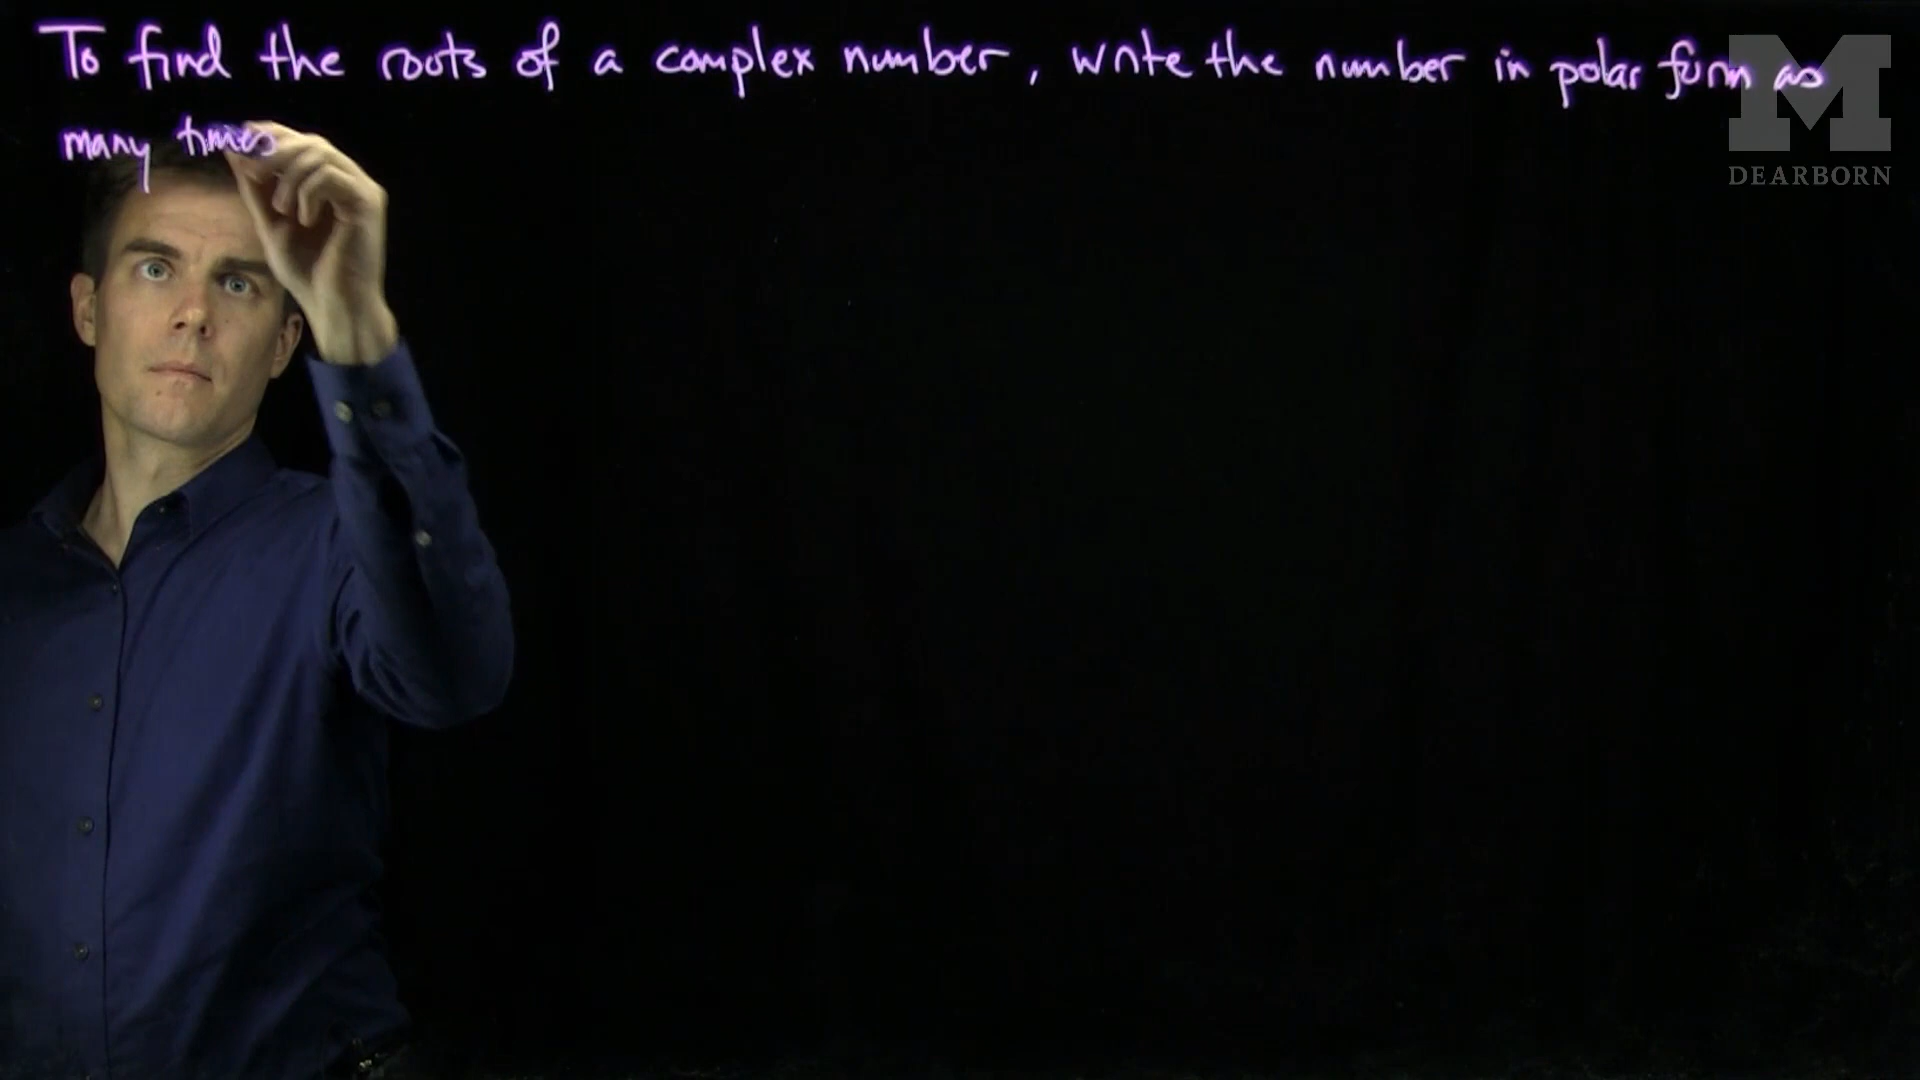 To find the roots of a complex number, write the number in polar form as
many times
M
DEARBORN